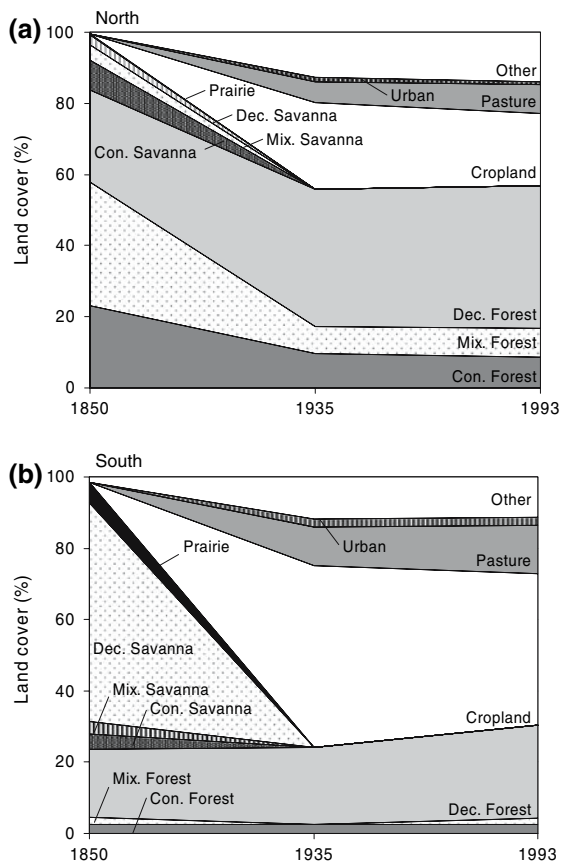 (a) North
Land cover (%)
100
80
60
40
20
0
Other
Urban
Pasture
Prairie
Dec. Savanna
Mix. Savanna
Con. Savanna
Cropland
Dec. Forest
Mix. Forest
Con. Forest
1850 1935 1993
(b) South
Land cover (%)
100
80
60
40
20
0
Other
Urban
Pasture
Prairie
Dec. Savanna
Mix. Savanna
Con. Savanna
Cropland
Mix. Forest
Con. Forest
Dec. Forest
1850 1935 1993